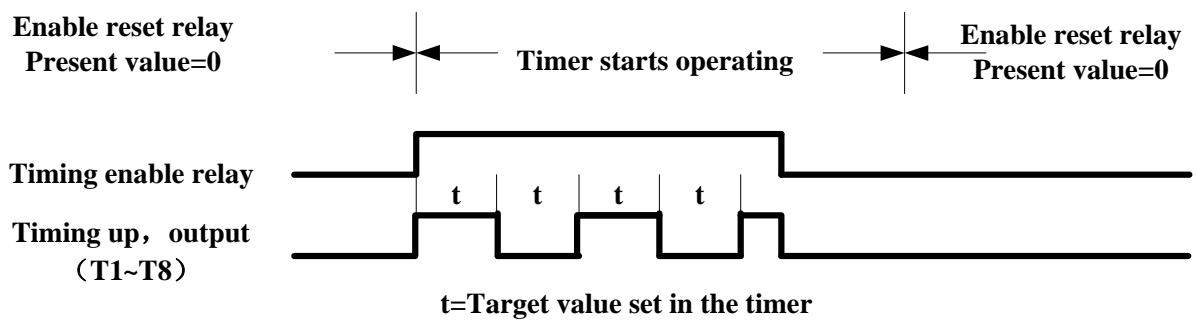 Enable reset relay
Present value=0
Timer starts operating
Enable reset relay
Present value=0
Timing enable relay
t t t t
Timing up，output
（T1~T8）
t=Target value set in the timer